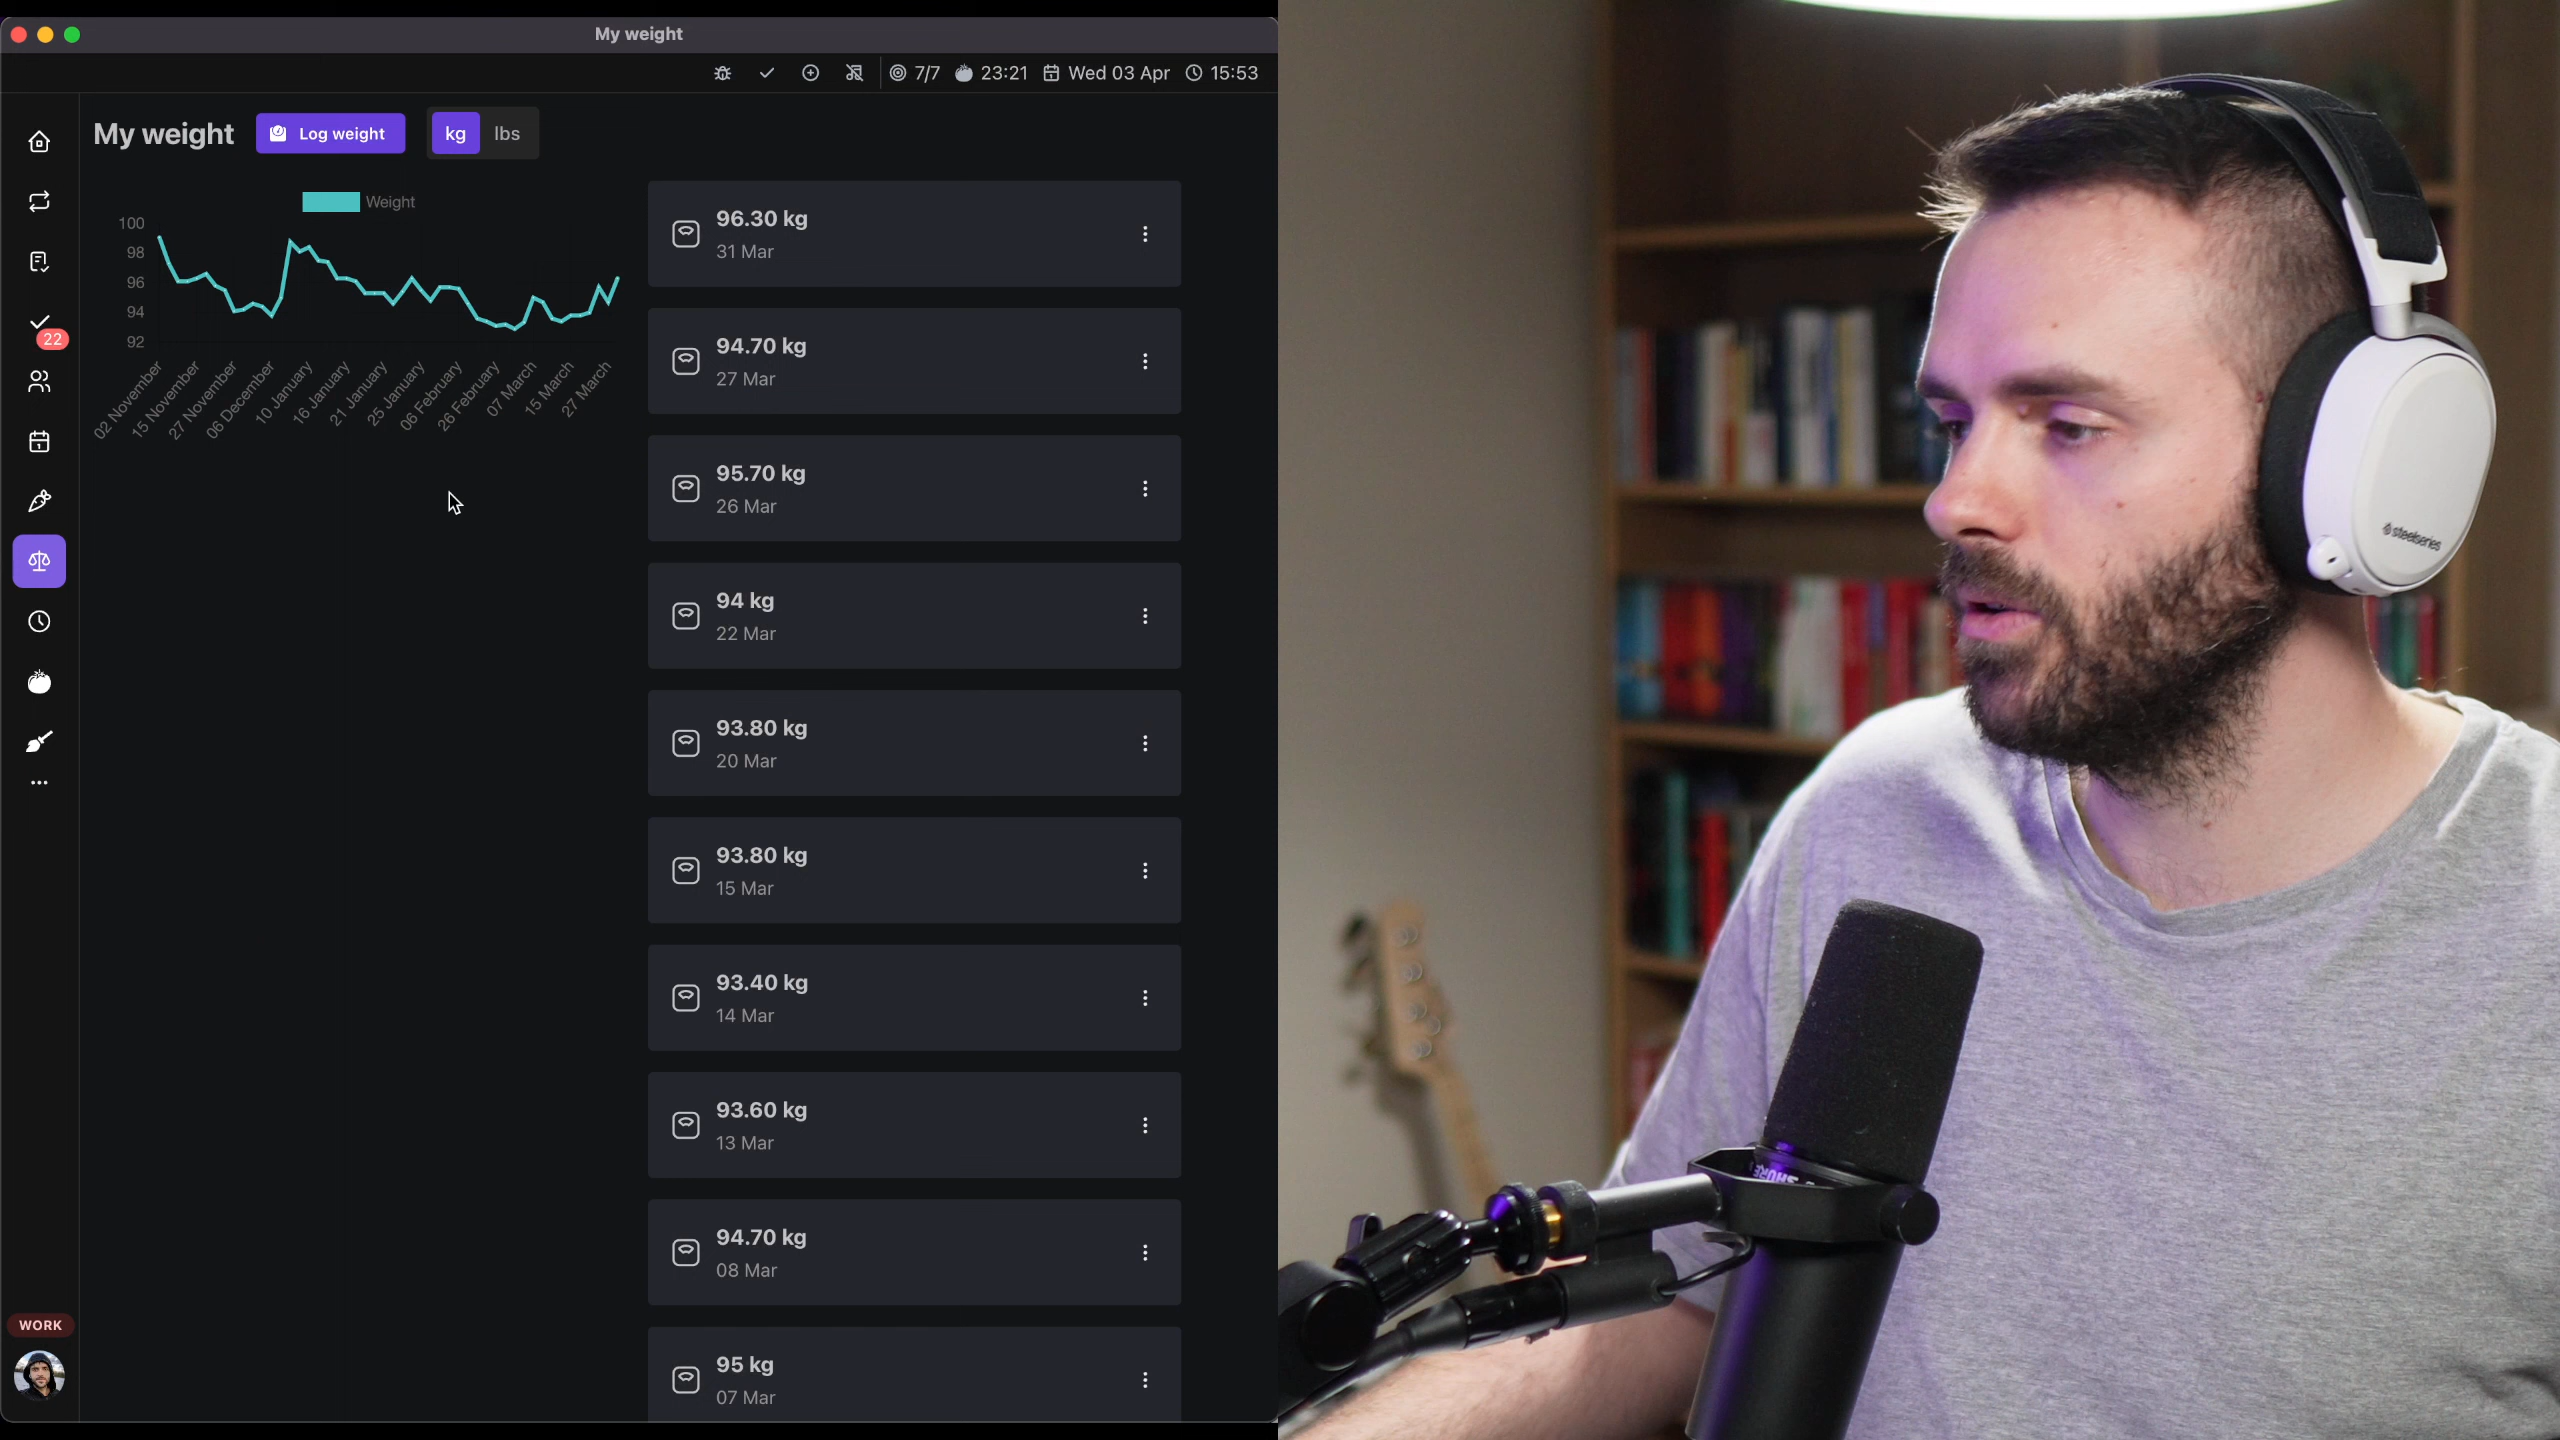 My weight
7/7 23:21 Wed 03 Apr 15:53
My weight Log weight kg lbs
Weight
100
98
96
94
92
02 November 15 November 27 November 06 December 10 January 16 January 21 January 25 January 06 February 26 February 07 March 15 March 27 March
22
96.30 kg
31 Mar
94.70 kg
27 Mar
95.70 kg
26 Mar
94 kg
22 Mar
93.80 kg
20 Mar
93.80 kg
15 Mar
93.40 kg
14 Mar
93.60 kg
13 Mar
94.70 kg
08 Mar
95 kg
07 Mar
WORK
steelseries
SHURE